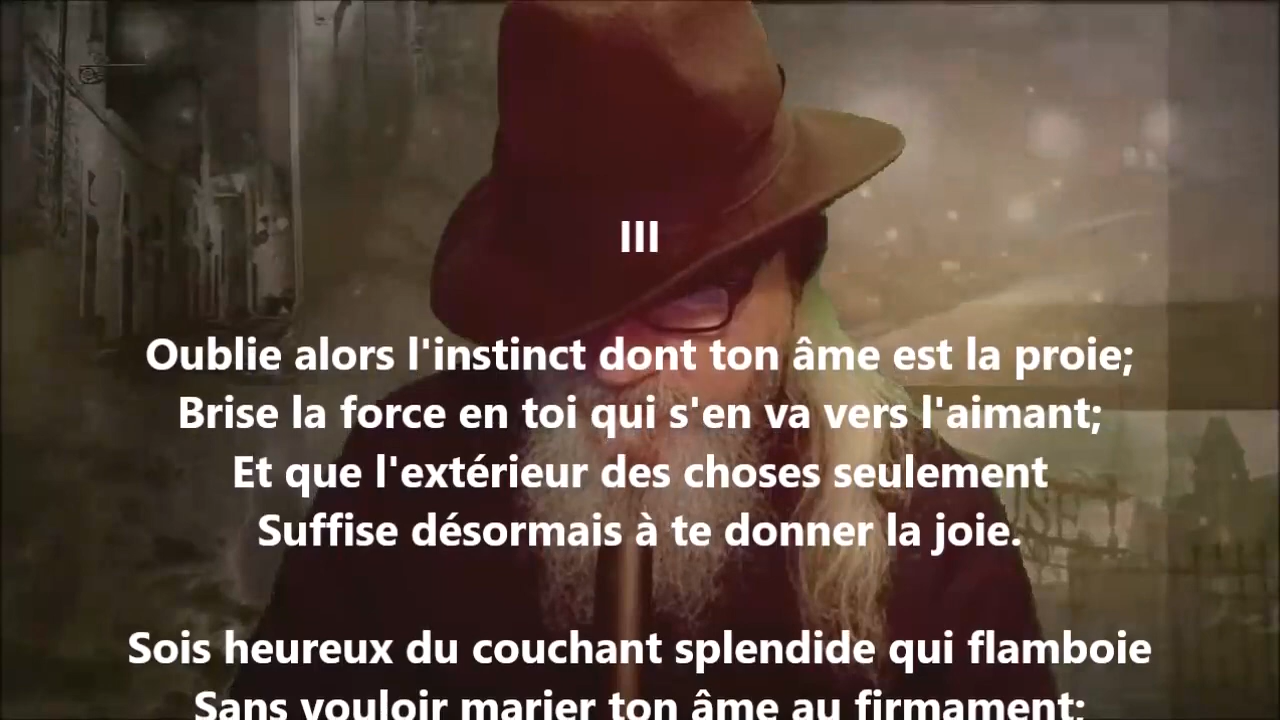 III
Oublie alors l'instinct dont ton âme est la proie;
Brise la force en toi qui s'en va vers l'aimant;
Et que l'extérieur des choses seulement
Suffise désormais à te donner la joie.
Sois heureux du couchant splendide qui flamboie
Sans vouloir marier ton âme au firmament;